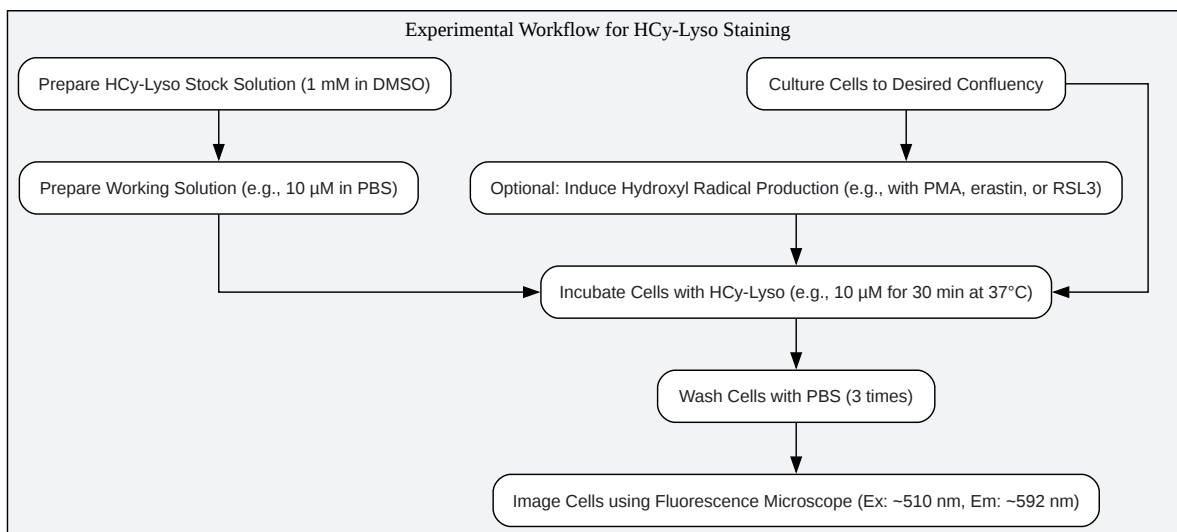 Experimental Workflow for HCy-Lyso Staining
Prepare HCy-Lyso Stock Solution (1 mM in DMSO)
Culture Cells to Desired Confluency
Prepare Working Solution (e.g., 10 µM in PBS)
Optional: Induce Hydroxyl Radical Production (e.g., with PMA, erastin, or RSL3)
Incubate Cells with HCy-Lyso (e.g., 10 µM for 30 min at 37°C)
Wash Cells with PBS (3 times)
Image Cells using Fluorescence Microscope (Ex: ~510 nm, Em: ~592 nm)